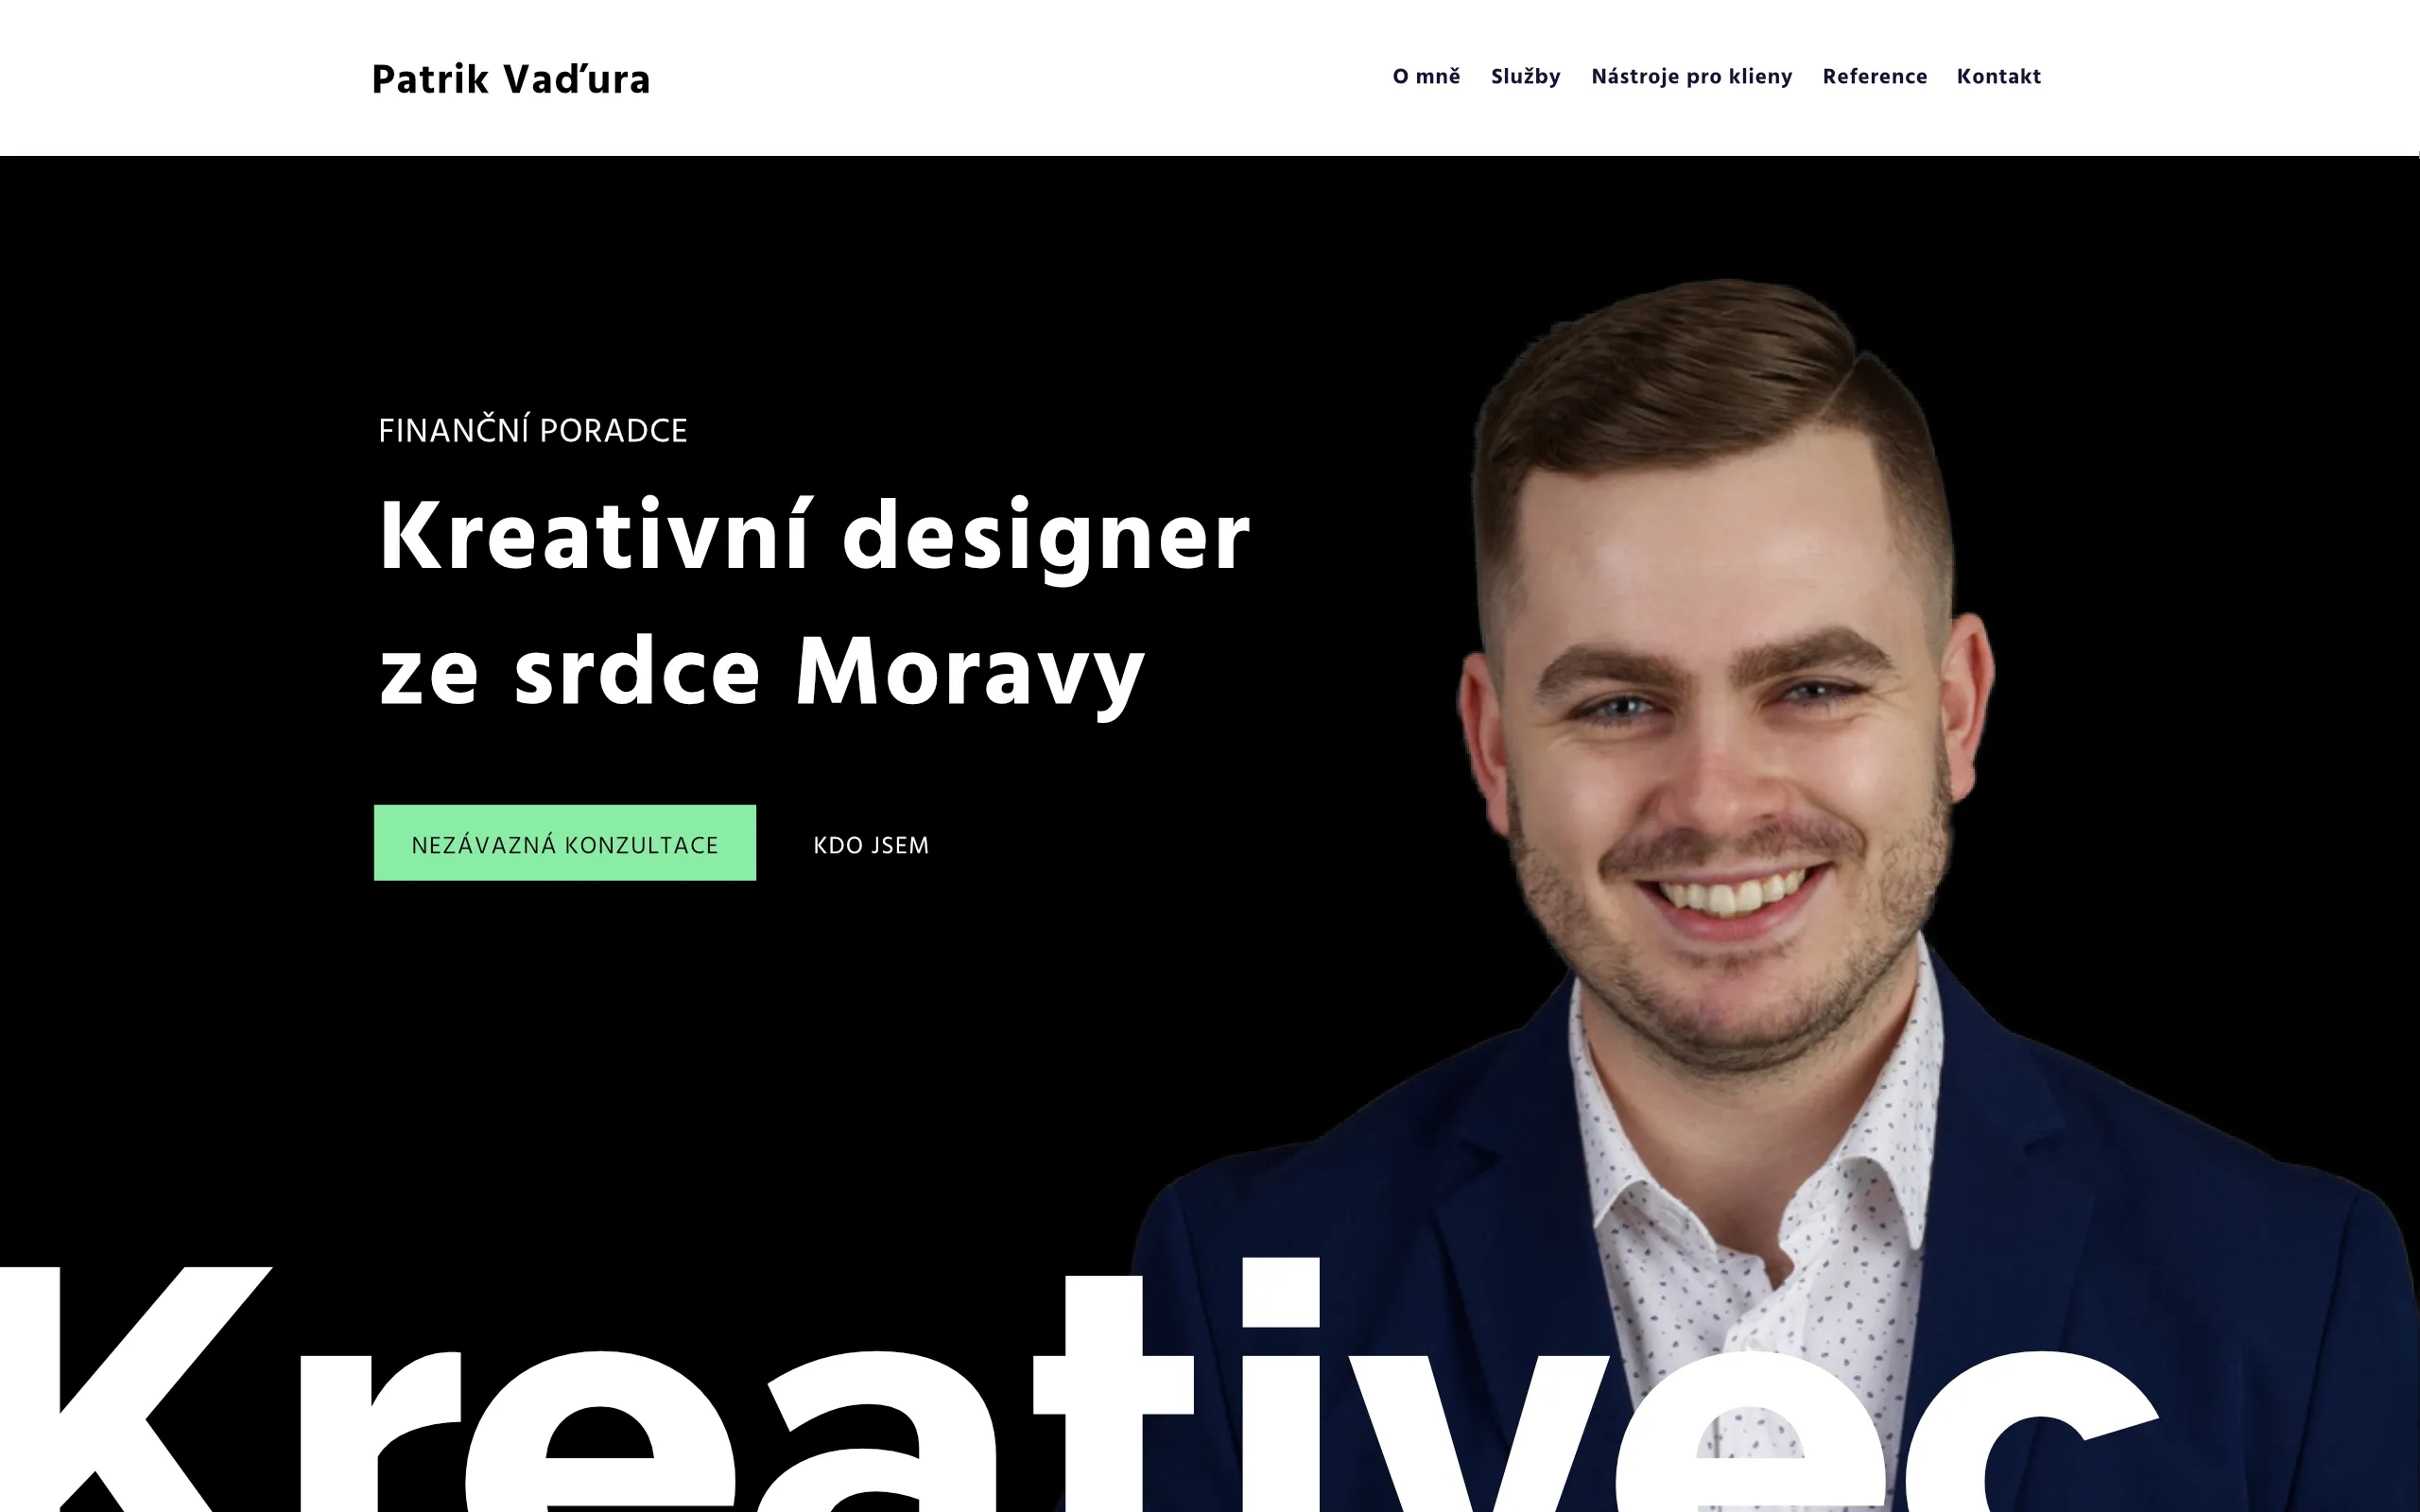 Patrik Vaďura
O mně Služby Nástroje pro klieny Reference Kontakt
FINANČNÍ PORADCE
Kreativní designer
ze srdce Moravy
NEZÁVAZNÁ KONZULTACE KDO JSEM
Kreativec